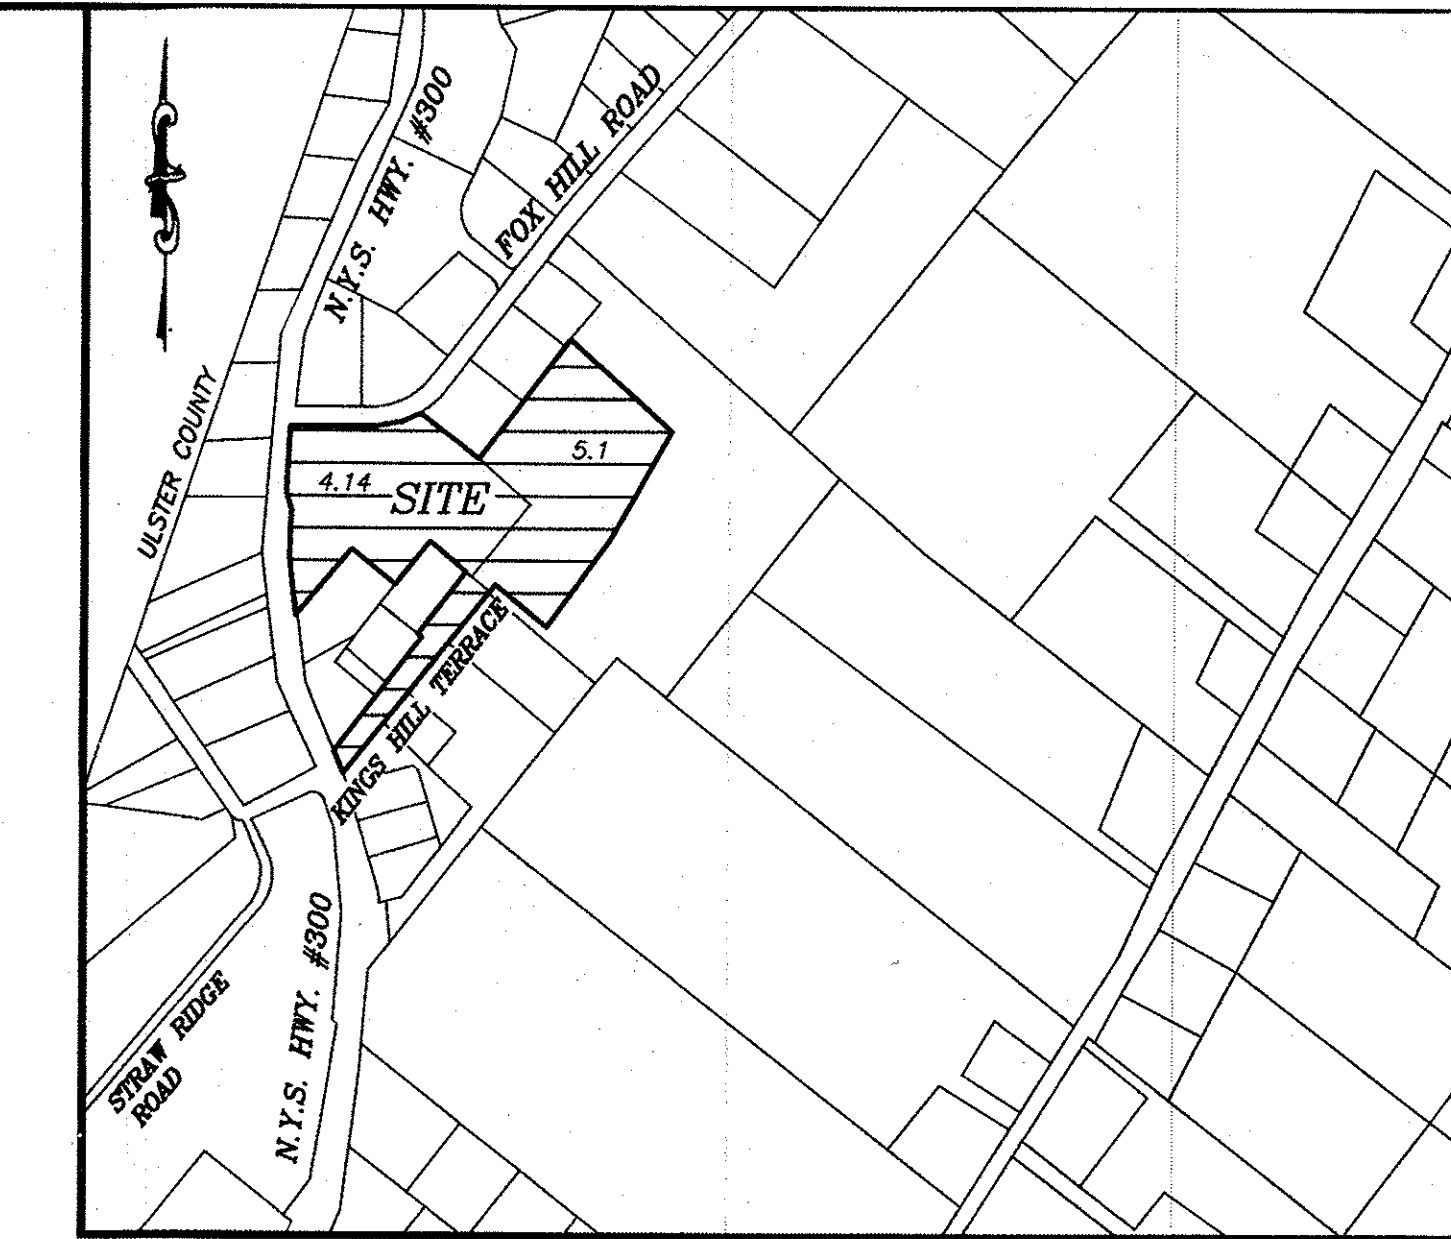 N.Y.S. HWY. #300
FOX HILL ROAD
ULSTER COUNTY
5.1
4.14
SITE
KINGS HILL TERRACE
N.Y.S. HWY. #300
STRAW RIDGE
ROAD